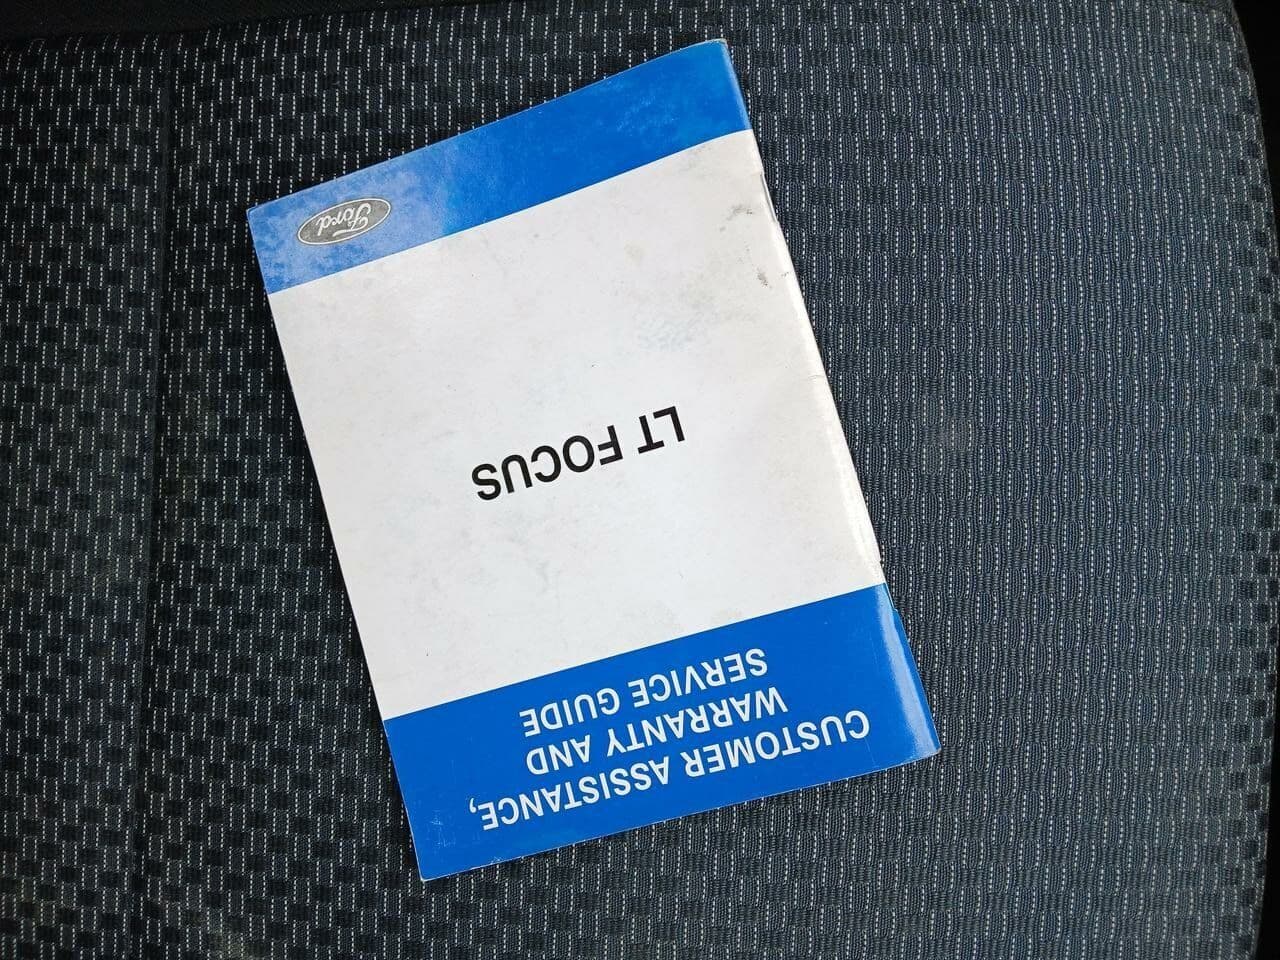 CUSTOMER ASSISTANCE,
WARRANTY AND
SERVICE GUIDE
LT FOCUS
Ford